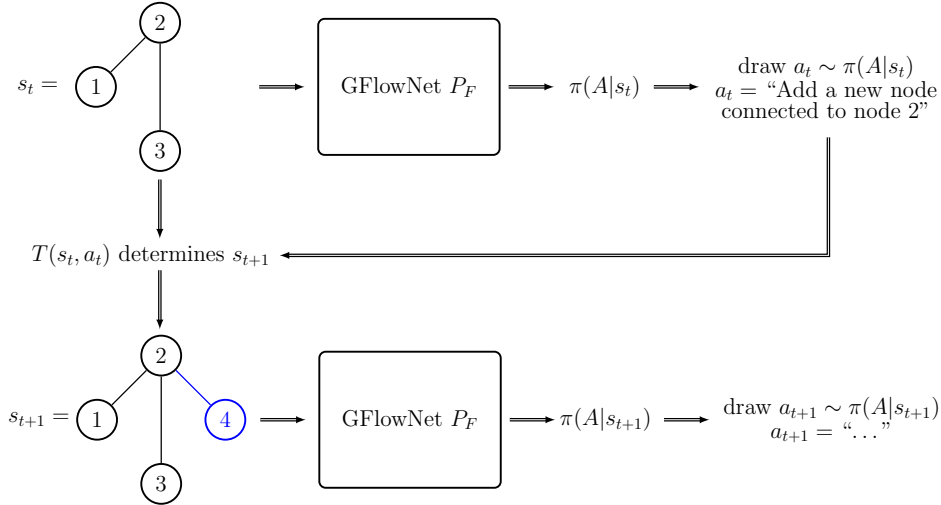 2
s_t =
1
GFlowNet P_F
π(A|s_t)
draw a_t ∼ π(A|s_t)
a_t = “Add a new node
connected to node 2”
3
T(s_t, a_t) determines s_{t+1}
2
s_{t+1} =
1
4
GFlowNet P_F
π(A|s_{t+1})
draw a_{t+1} ∼ π(A|s_{t+1})
a_{t+1} = “...”
3